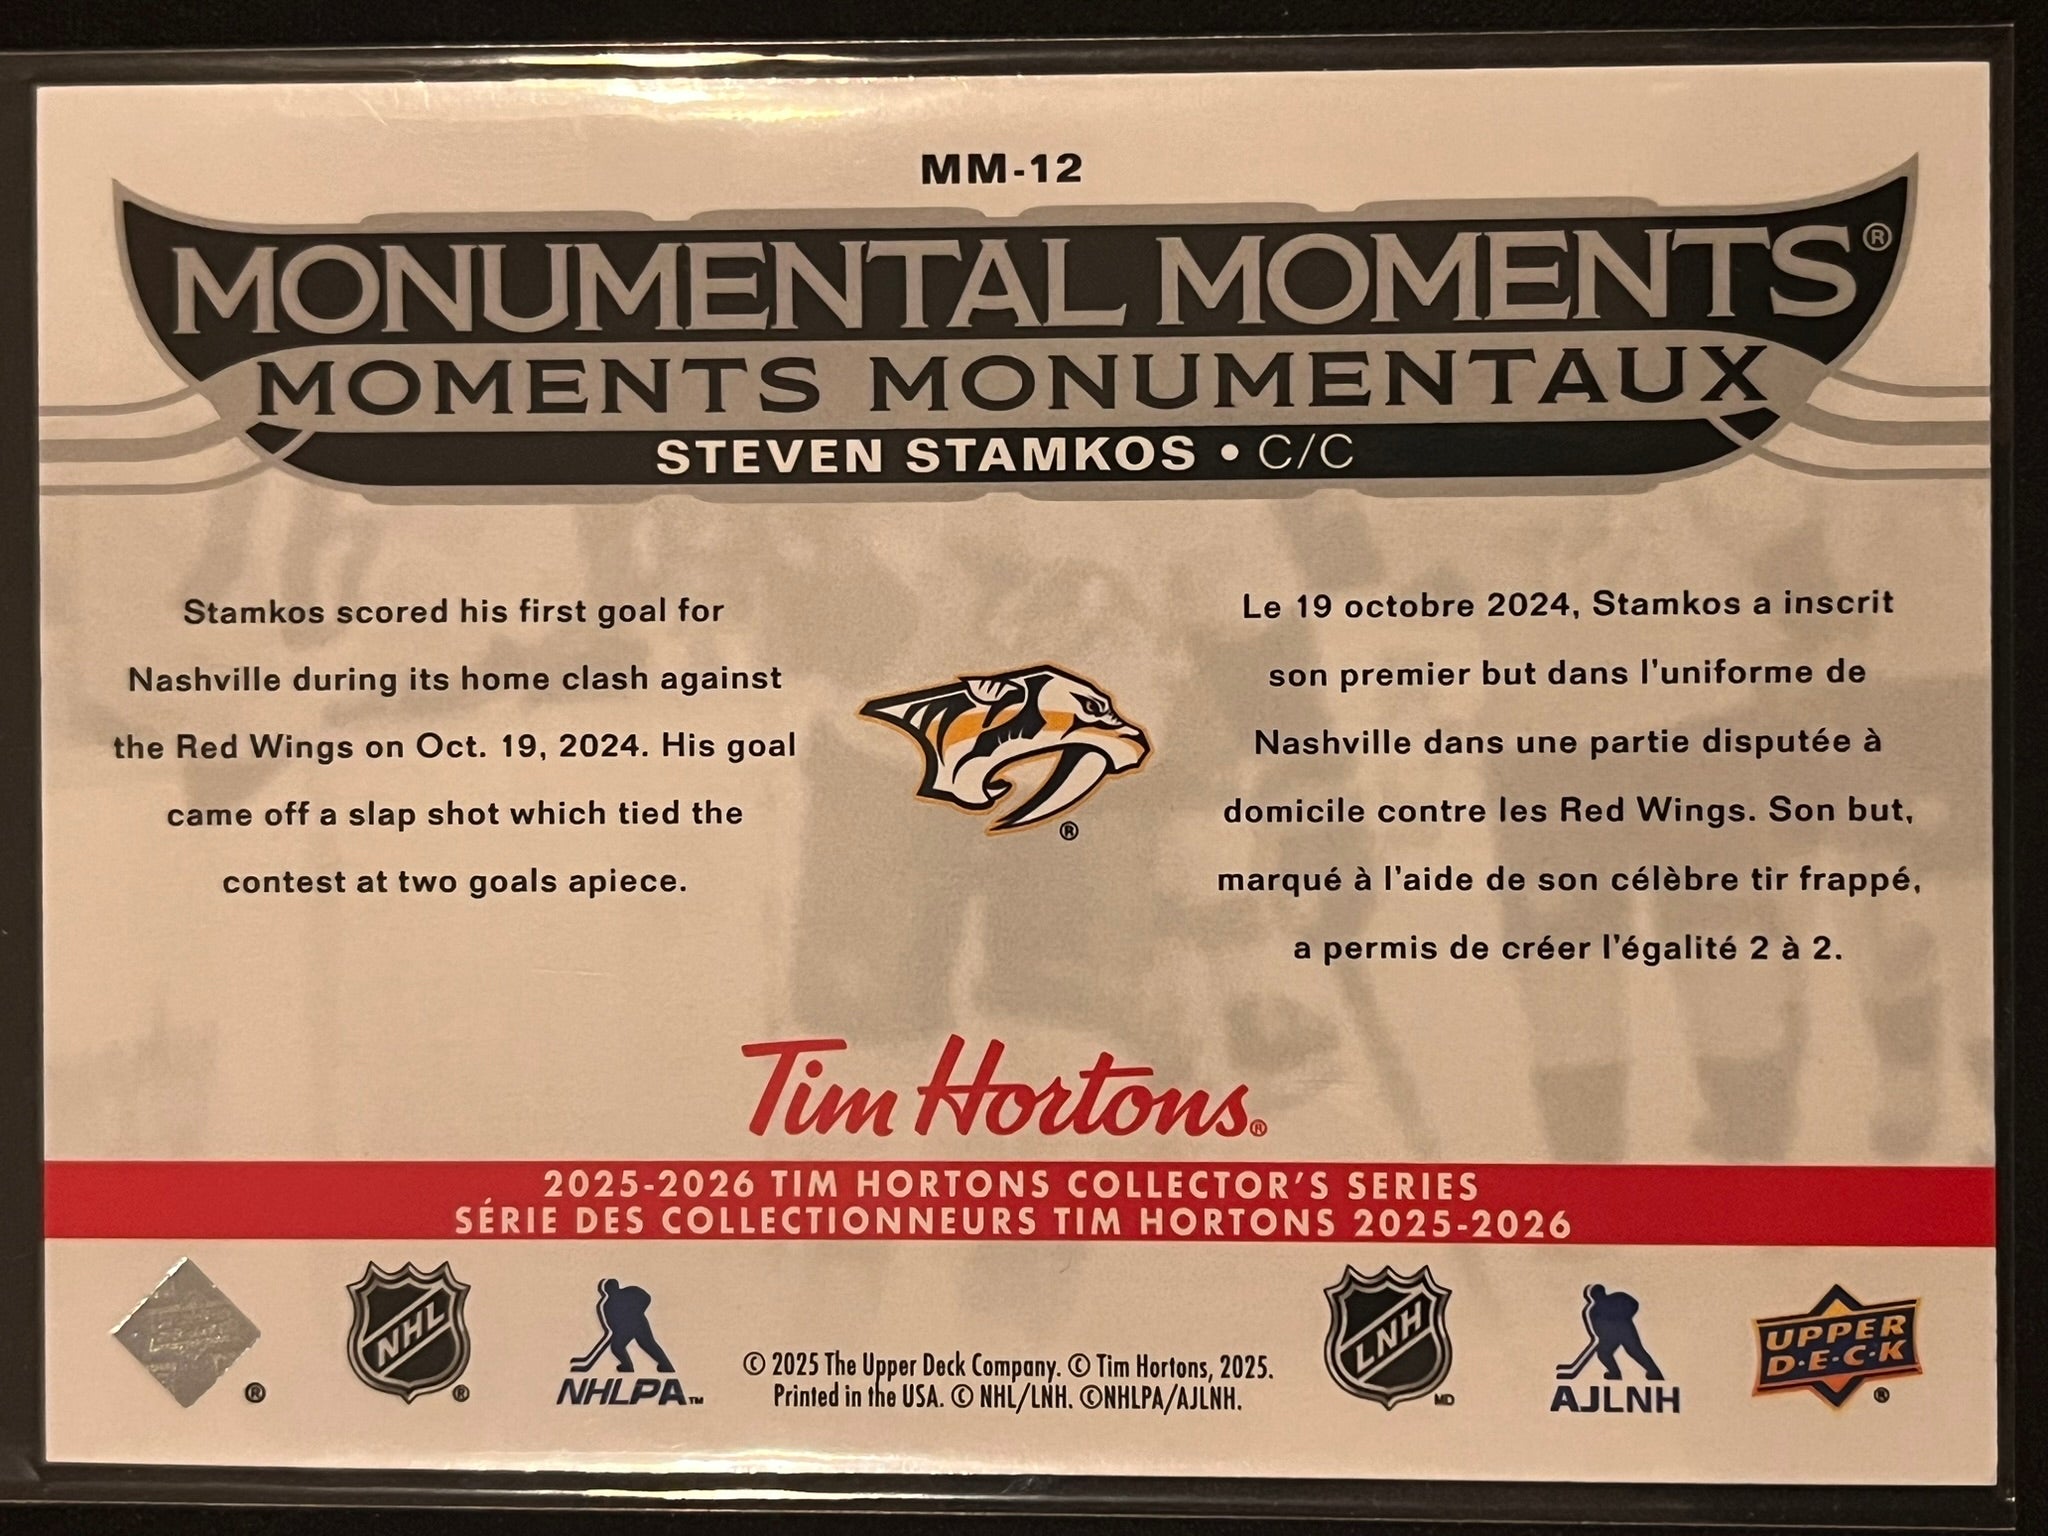 MM-12
MONUMENTAL MOMENTS®
MOMENTS MONUMENTAUX
STEVEN STAMKOS • C/C
Stamkos scored his first goal for
Nashville during its home clash against
the Red Wings on Oct. 19, 2024. His goal
came off a slap shot which tied the
contest at two goals apiece.
®
Le 19 octobre 2024, Stamkos a inscrit
son premier but dans l'uniforme de
Nashville dans une partie disputée à
domicile contre les Red Wings. Son but,
marqué à l'aide de son célèbre tir frappé,
a permis de créer l'égalité 2 à 2.
Tim Hortons®
2025-2026 TIM HORTONS COLLECTOR'S SERIES
SÉRIE DES COLLECTIONNEURS TIM HORTONS 2025-2026
®
NHL ®
NHLPA™
© 2025 The Upper Deck Company. © Tim Hortons, 2025.
Printed in the USA. © NHL/LNH. ©NHLPA/AJLNH.
LNH MD
AJLNH
UPPER
D·E·C·K ®